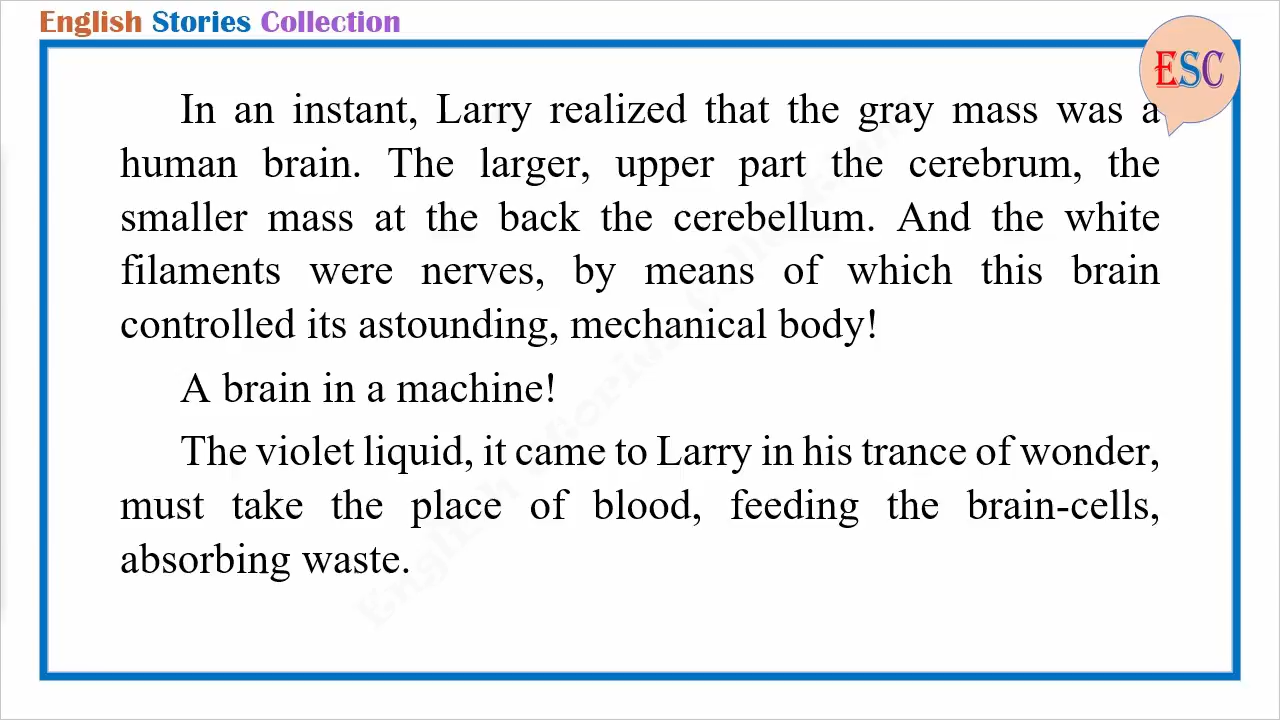 English Stories Collection
ESC
In an instant, Larry realized that the gray mass was a
human brain. The larger, upper part the cerebrum, the
smaller mass at the back the cerebellum. And the white
filaments were nerves, by means of which this brain
controlled its astounding, mechanical body!
A brain in a machine!
The violet liquid, it came to Larry in his trance of wonder,
must take the place of blood, feeding the brain-cells,
absorbing waste.